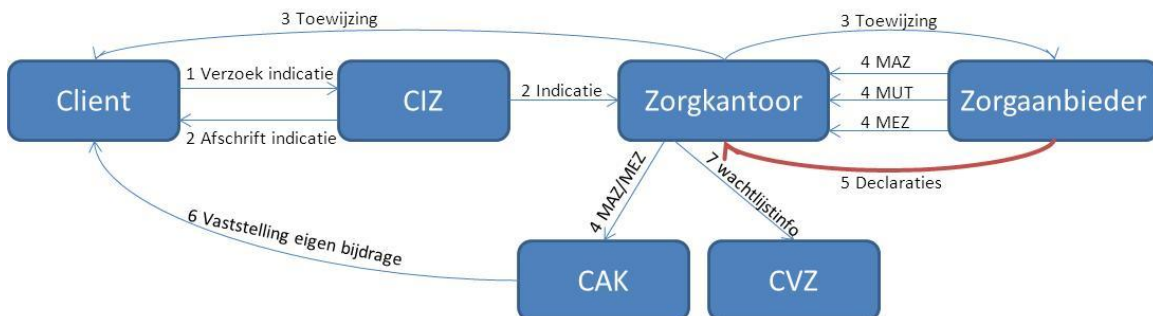 3 Toewijzing
3 Toewijzing
Client
1 Verzoek indicatie
2 Afschrift indicatie
CIZ
2 Indicatie
Zorgkantoor
4 MAZ
4 MUT
4 MEZ
Zorgaanbieder
5 Declaraties
4 MAZ/MEZ
7 wachtlijstinfo
6 Vaststelling eigen bijdrage
CAK
CVZ